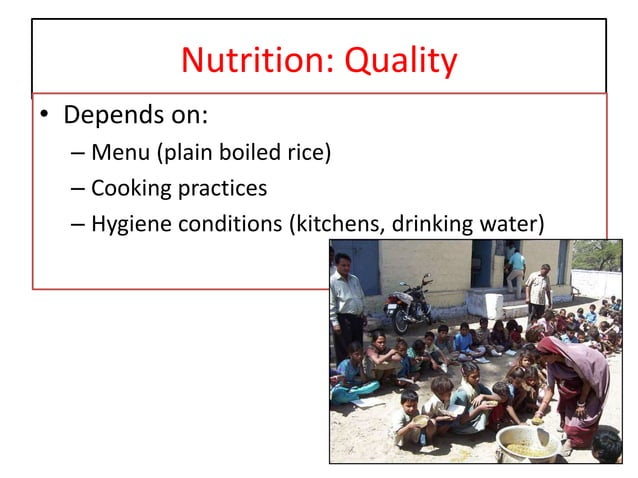 Nutrition: Quality
• Depends on:
– Menu (plain boiled rice)
– Cooking practices
– Hygiene conditions (kitchens, drinking water)